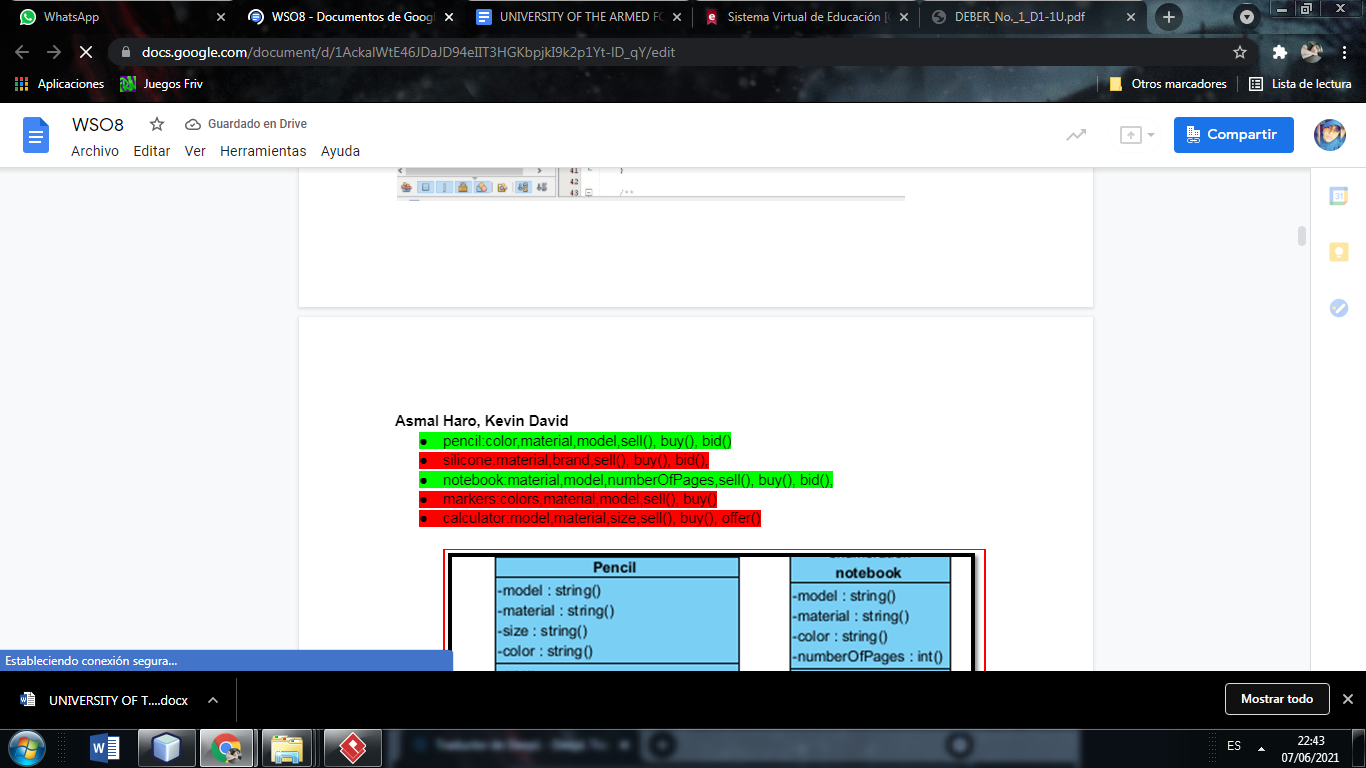 WhatsApp
WSO8 - Documentos de Goog
UNIVERSITY OF THE ARMED FO
Sistema Virtual de Educación [
DEBER_No._1_D1-1U.pdf
docs.google.com/document/d/1AckalWtE46JDaJD94eIIT3HGKbpjkI9k2p1Yt-lD_qY/edit
Aplicaciones
Juegos Friv
Otros marcadores
Lista de lectura
WSO8
Guardado en Drive
Archivo Editar Ver Herramientas Ayuda
Compartir
31
41 }
42
43 /**
Asmal Haro, Kevin David
● pencil:color,material,model,sell(), buy(), bid()
● silicone:material,brand,sell(), buy(), bid(),
● notebook:material,model,numberOfPages,sell(), buy(), bid(),
● markers:colors,material,model,sell(), buy()
● calculator:model,material,size,sell(), buy(), offer()
Pencil
-model : string()
-material : string()
-size : string()
-color : string()
notebook
-model : string()
-material : string()
-color : string()
-numberOfPages : int()
Estableciendo conexión segura...
UNIVERSITY OF T....docx
Mostrar todo
ES
22:43
07/06/2021